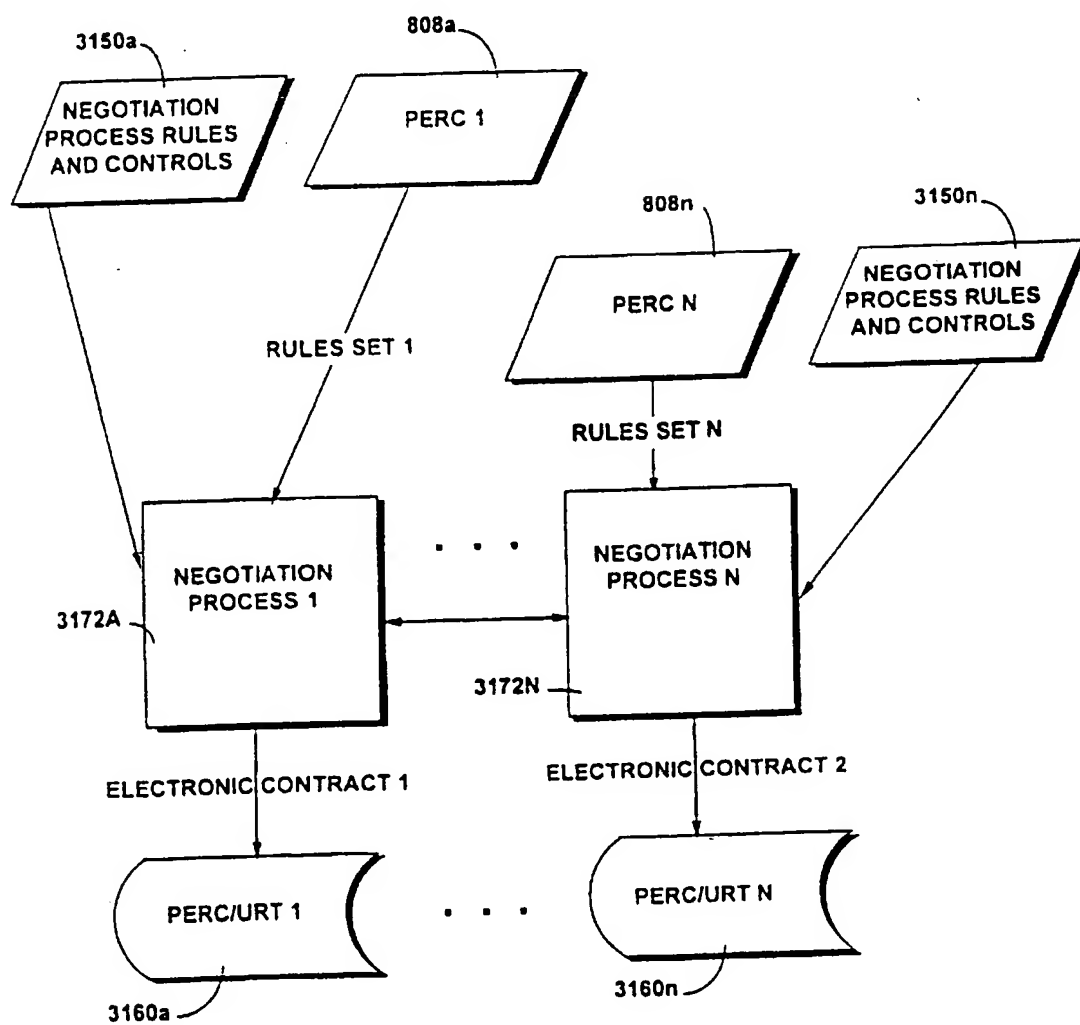 3150a
808a
NEGOTIATION
PROCESS RULES
AND CONTROLS
PERC 1
808n
3150n
PERC N
NEGOTIATION
PROCESS RULES
AND CONTROLS
RULES SET 1
RULES SET N
NEGOTIATION
PROCESS 1
NEGOTIATION
PROCESS N
3172A
3172N
ELECTRONIC CONTRACT 1
ELECTRONIC CONTRACT 2
PERC/URT 1
PERC/URT N
3160a
3160n